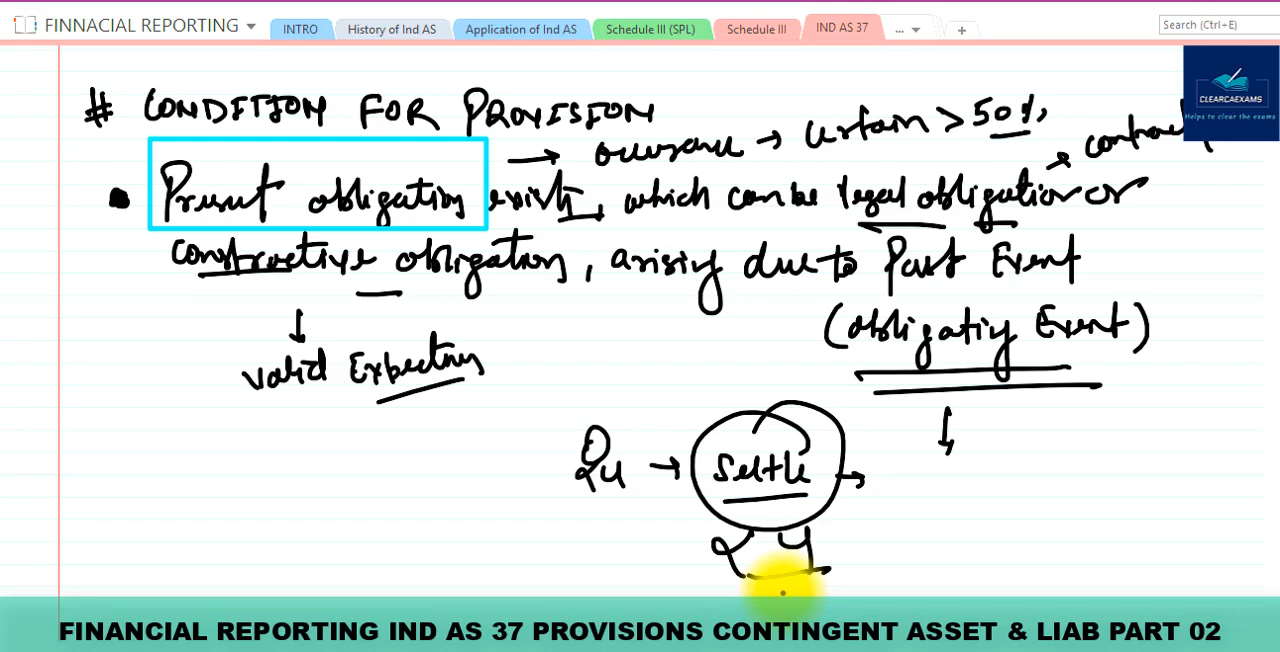 FINNACIAL REPORTING
INTRO
History of Ind AS
Application of Ind AS
Schedule III (SPL)
Schedule III
IND AS 37
...
Search (Ctrl+E)
CLEARCAEXAMS
Helps to clear the exams
# CONDITION FOR PROVISION
→ → certain > 50%
• Present obligation exists, which can be legal obligation or
constructive obligation, arising due to Past Event
(obligating Event)
valid
→ Settle →
FINANCIAL REPORTING IND AS 37 PROVISIONS CONTINGENT ASSET & LIAB PART 02